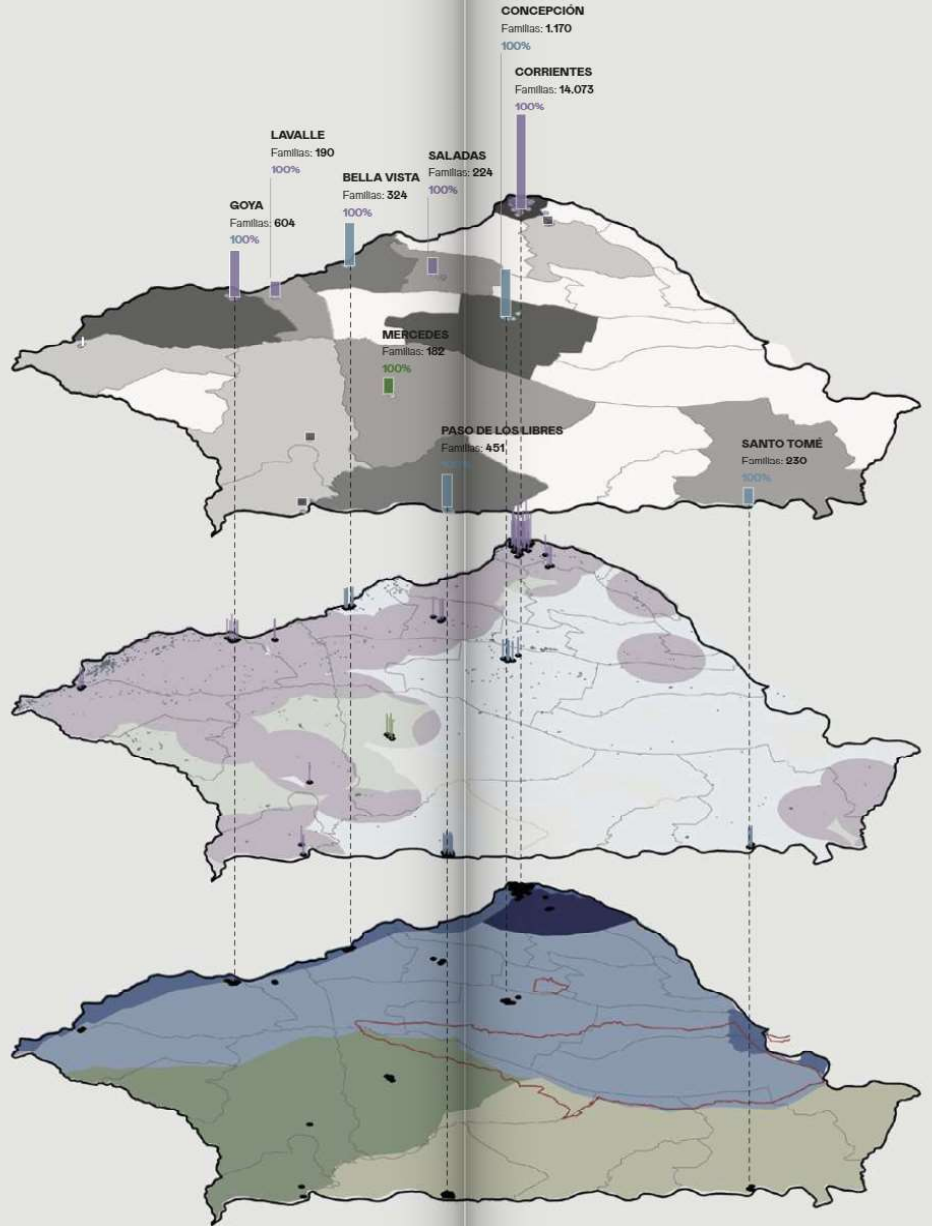 CONCEPCIÓN
Familias: 1.170
100%
CORRIENTES
Familias: 14.073
100%
LAVALLE
Familias: 190
100%
BELLA VISTA
Familias: 324
100%
SALADAS
Familias: 224
100%
GOYA
Familias: 604
100%
MERCEDES
Familias: 182
100%
PASO DE LOS LIBRES
Familias: 451
100%
SANTO TOMÉ
Familias: 230
100%